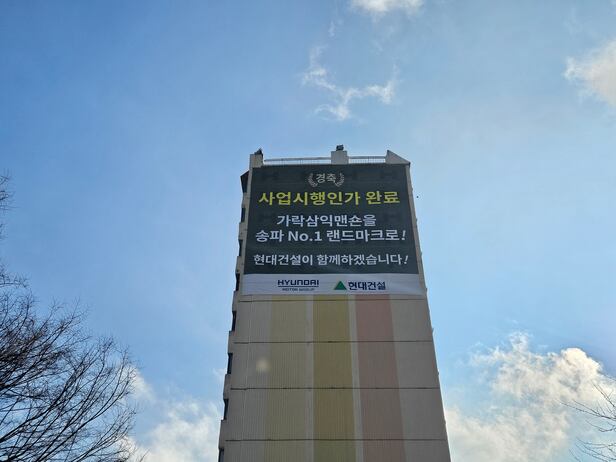 경축
사업시행인가 완료
가락삼익맨숀을
송파 No.1 랜드마크로!
현대건설이 함께하겠습니다!
HYUNDAI 현대건설
MOTOR GROUP